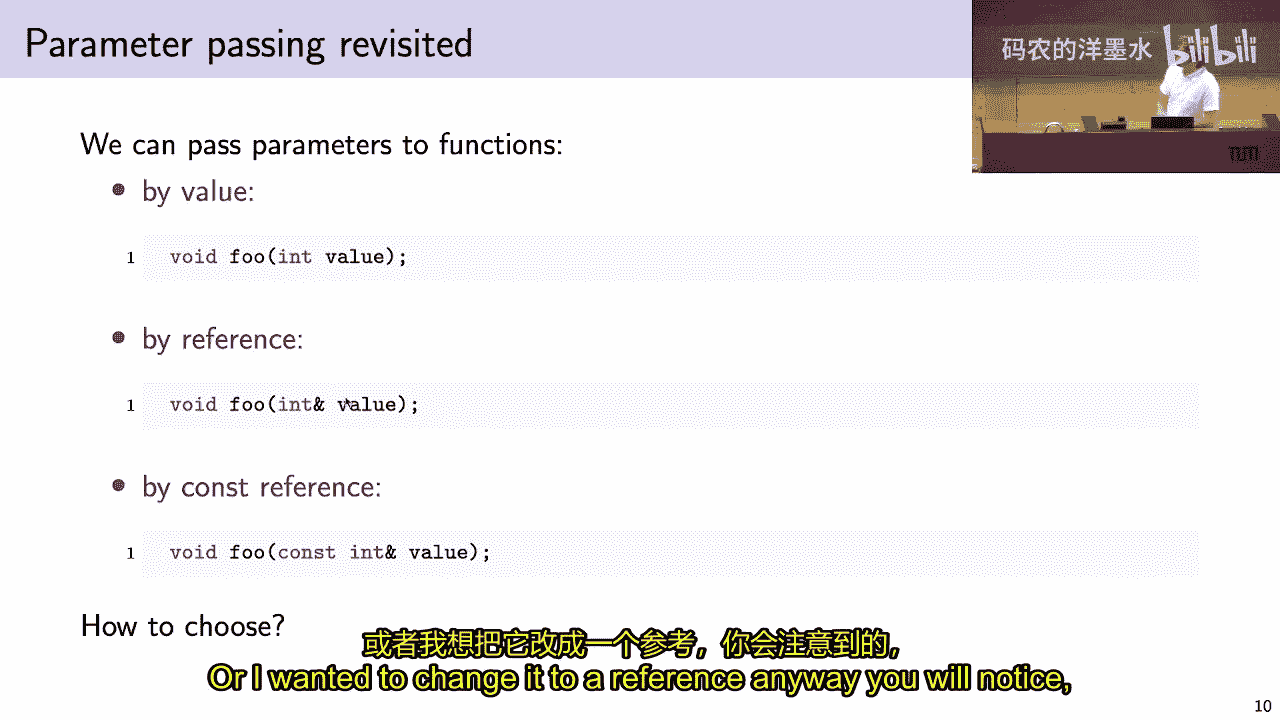 Parameter passing revisited
码农的洋墨水 bilibili
TUM
We can pass parameters to functions:
• by value:
1 void foo(int value);
• by reference:
1 void foo(int& value);
• by const reference:
1 void foo(const int& value);
How to choose?
或者我想把它改成一个参考，你会注意到的，
Or I wanted to change it to a reference anyway you will notice,
10